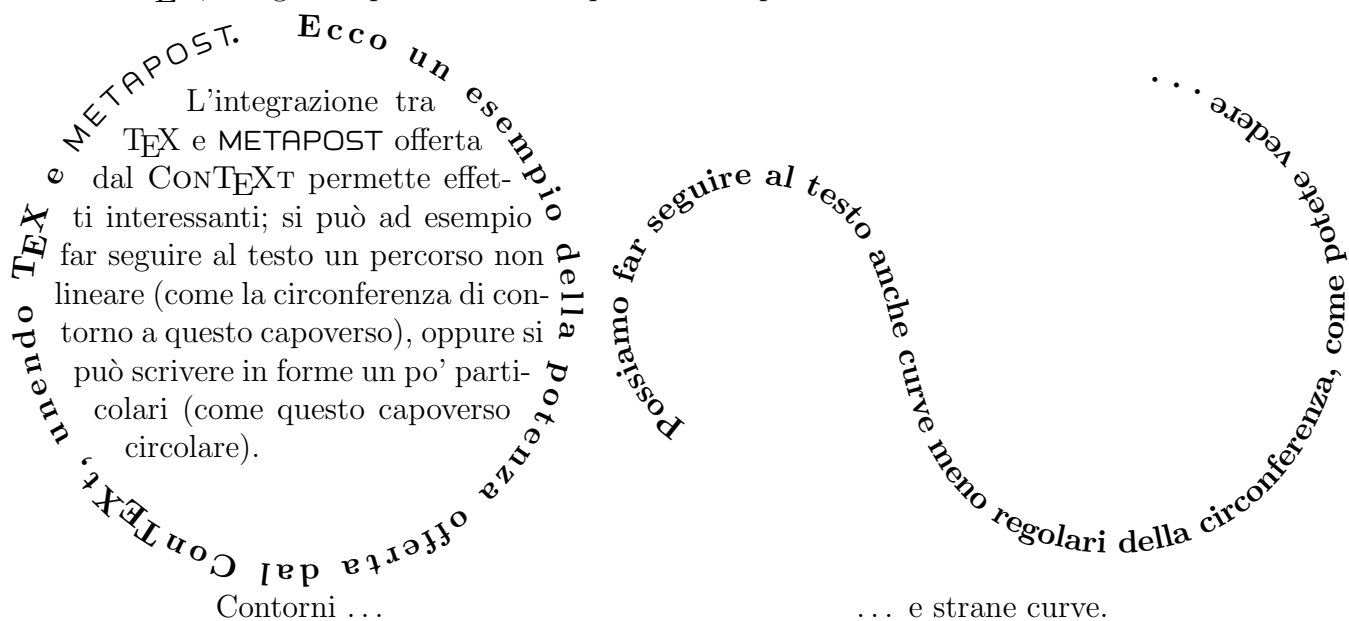 Ecco un esempio della potenza offerta dal ConTEXt, unendo TEX e METAPOST.
L'integrazione tra
TEX e METAPOST offerta
dal CONTEXT permette effet-
ti interessanti; si può ad esempio
far seguire al testo un percorso non
lineare (come la circonferenza di con-
torno a questo capoverso), oppure si
può scrivere in forme un po' parti-
colari (come questo capoverso
circolare).
Contorni ...
Possiamo far seguire al testo anche curve meno regolari della circonferenza, come potete vedere ...
... e strane curve.